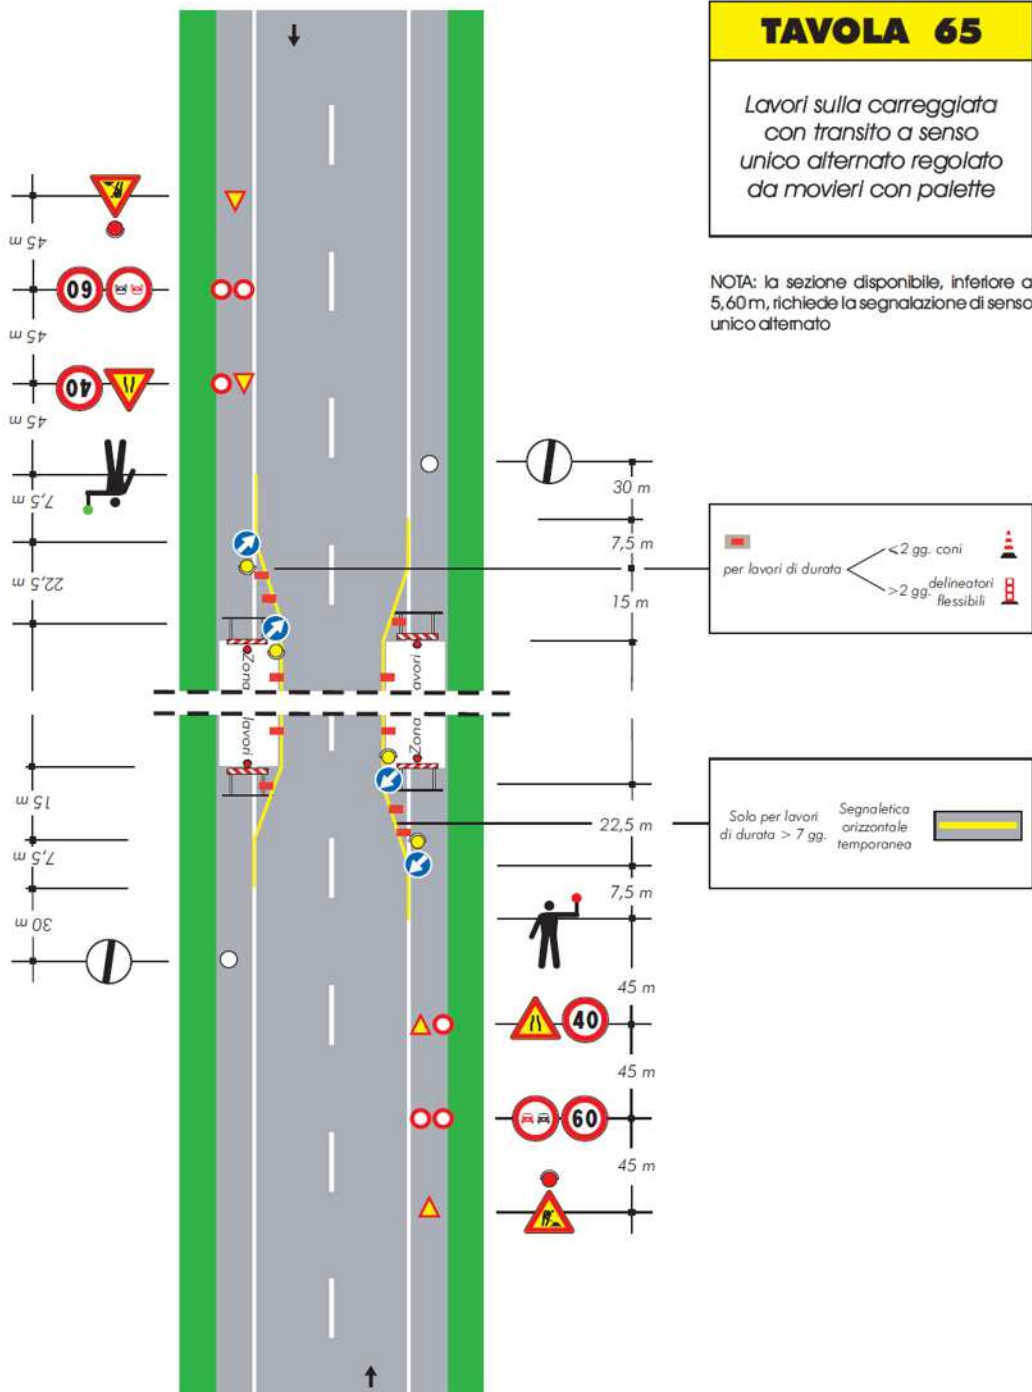 TAVOLA 65
Lavori sulla carreggiata
con transito a senso
unico alternato regolato
da movieri con palette
NOTA: la sezione disponibile, inferiore a
5,60 m, richiede la segnalazione di senso
unico alternato
45 m
60
45 m
40
45 m
7,5 m
22,5 m
30 m
7,5 m
15 m
per lavori di durata
≤2 gg. coni
>2 gg. delineatori
flessibili
Zona
lavori
avori
Zona
15 m
7,5 m
30 m
22,5 m
7,5 m
Solo per lavori
di durata > 7 gg.
Segnaletica
orizzontale
temporanea
45 m
40
45 m
60
45 m